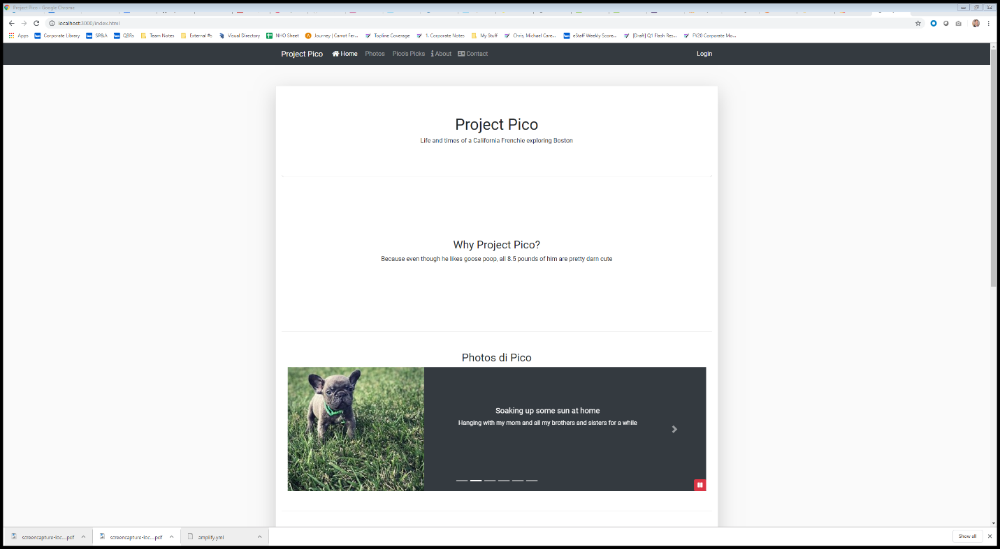 Project Pico - Google Chrome
localhost:3000/index.html
Apps Corporate Library SP&A QBRs Team Notes External #s Visual Directory NHO Sheet Journey | Carrot Fer... Topline Coverage 1. Corporate Notes My Stuff Chris, Michael Care... eStaff Weekly Score... [Draft] Q1 Flash Res... FY20 Corporate Mo...
Project Pico Home Photos Pico's Picks About Contact Login
Project Pico
Life and times of a California Frenchie exploring Boston
Why Project Pico?
Because even though he likes goose poop, all 8.5 pounds of him are pretty darn cute
Photos di Pico
Soaking up some sun at home
Hanging with my mom and all my brothers and sisters for a while
screencapture-loc....pdf screencapture-loc....pdf amplify.yml Show all